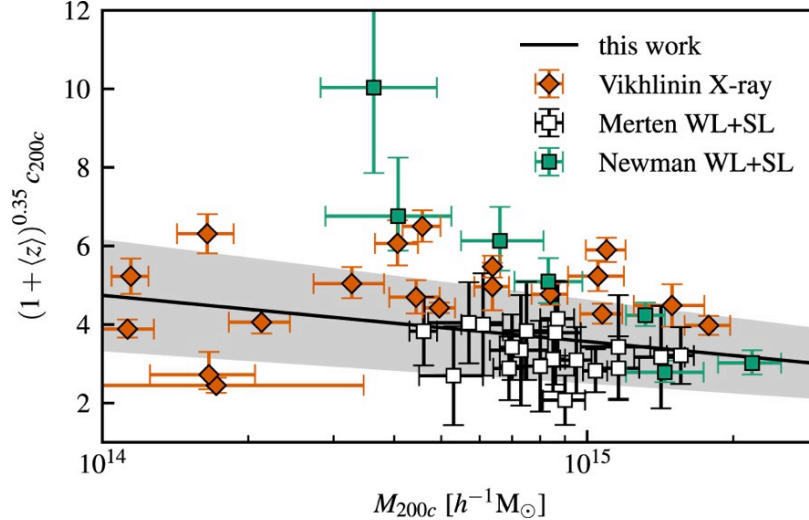 12
10
8
6
4
2
(1 + ⟨z⟩)^0.35 c_200c
this work
Vikhlinin X-ray
Merten WL+SL
Newman WL+SL
10^14
10^15
M_200c [h^−1 M_⊙]